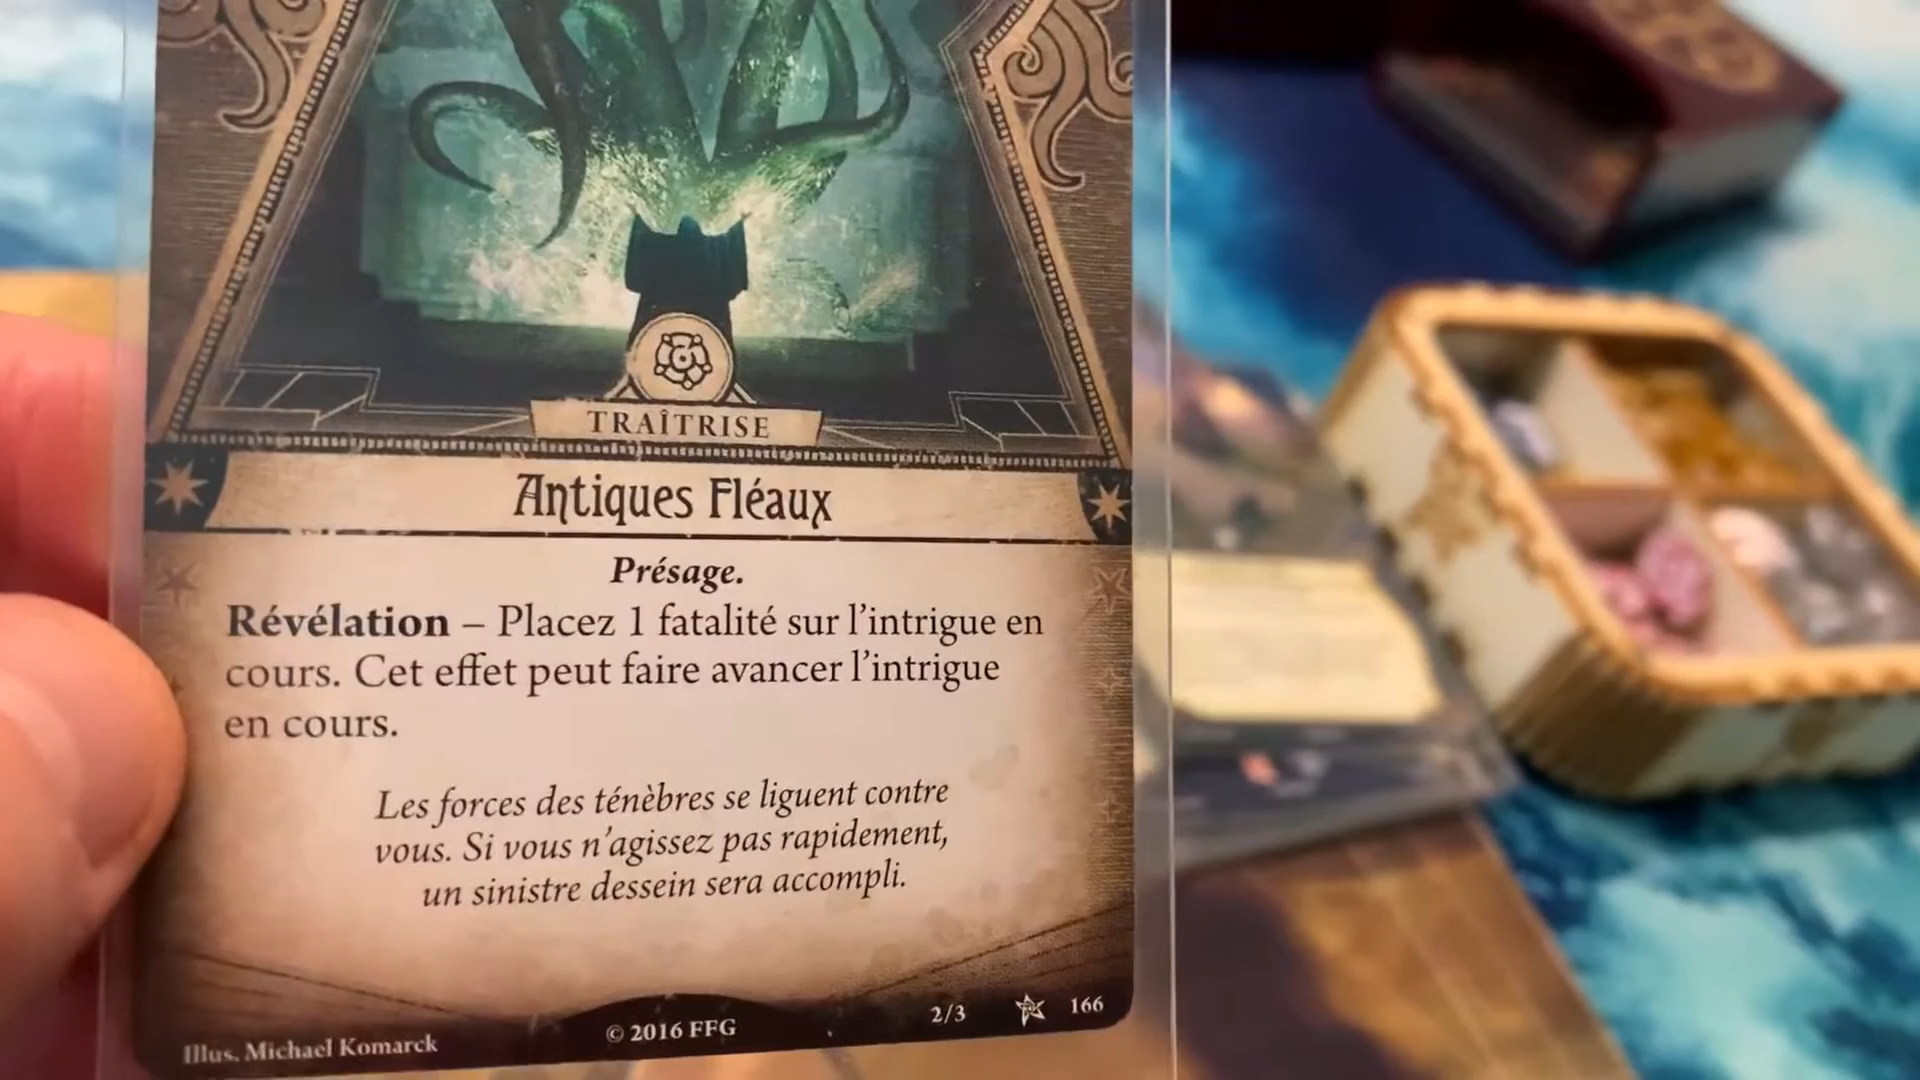 TRAÎTRISE
Antiques Fléaux
Présage.
Révélation – Placez 1 fatalité sur l'intrigue en
cours. Cet effet peut faire avancer l'intrigue
en cours.
Les forces des ténèbres se liguent contre
vous. Si vous n'agissez pas rapidement,
un sinistre dessein sera accompli.
Illus. Michael Komarck
© 2016 FFG
2/3
166